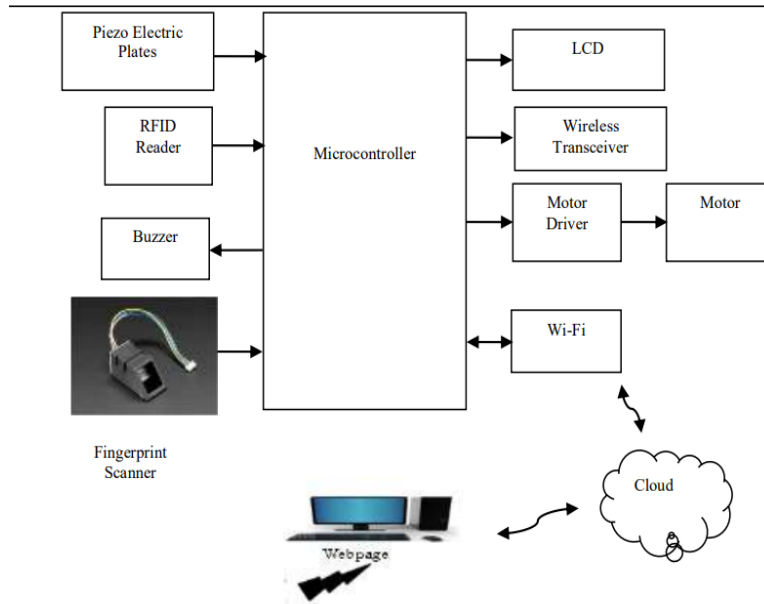 Piezo Electric
Plates
LCD
RFID
Reader
Microcontroller
Wireless
Transceiver
Buzzer
Motor
Driver
Motor
Wi-Fi
Fingerprint
Scanner
Cloud
Webpage